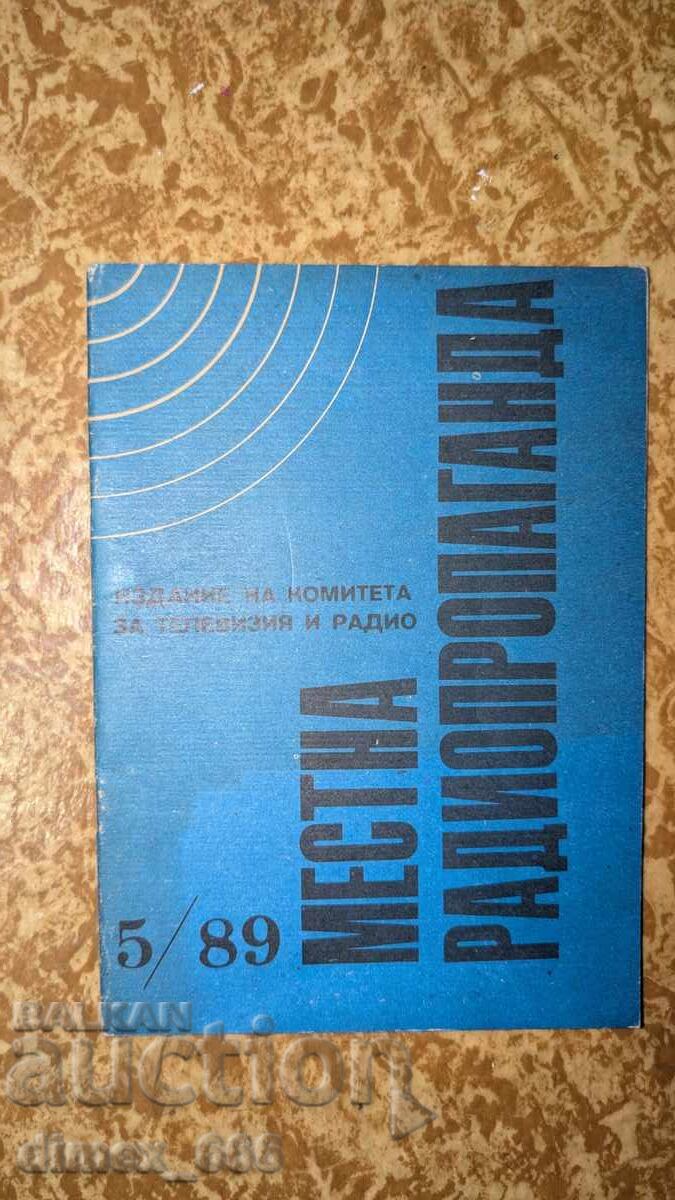 ИЗДАНИЕ НА КОМИТЕТА
ЗА ТЕЛЕВИЗИЯ И РАДИО
МЕСТНА
РАДИОПРОПАГАНДА
5/89
BALKAN
auction
dimex_686